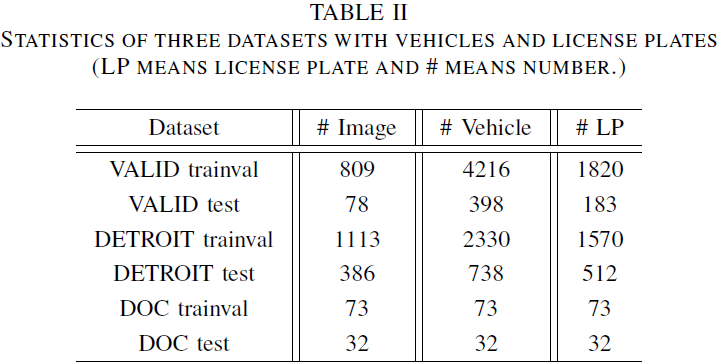 TABLE II
STATISTICS OF THREE DATASETS WITH VEHICLES AND LICENSE PLATES
(LP MEANS LICENSE PLATE AND # MEANS NUMBER.)
Dataset # Image # Vehicle # LP
VALID trainval 809 4216 1820
VALID test 78 398 183
DETROIT trainval 1113 2330 1570
DETROIT test 386 738 512
DOC trainval 73 73 73
DOC test 32 32 32